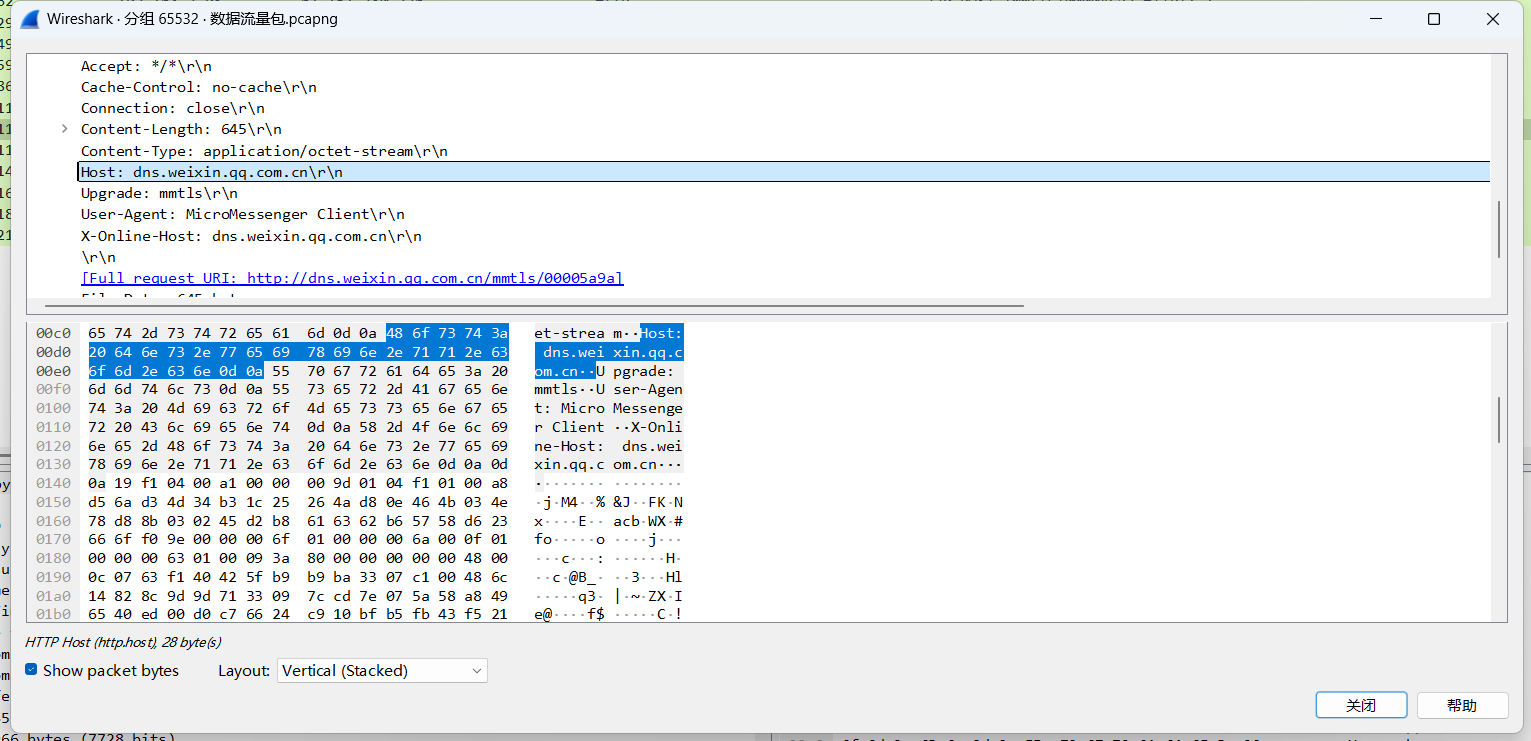 Wireshark · 分组 65532 · 数据流量包.pcapng
Accept: */*\r\n
Cache-Control: no-cache\r\n
Connection: close\r\n
Content-Length: 645\r\n
Content-Type: application/octet-stream\r\n
Host: dns.weixin.qq.com.cn\r\n
Upgrade: mmtls\r\n
User-Agent: MicroMessenger Client\r\n
X-Online-Host: dns.weixin.qq.com.cn\r\n
\r\n
[Full request URI: http://dns.weixin.qq.com.cn/mmtls/00005a9a]
00c0 65 74 2d 73 74 72 65 61 6d 0d 0a 48 6f 73 74 3a et-strea m··Host:
00d0 20 64 6e 73 2e 77 65 69 78 69 6e 2e 71 71 2e 63 dns.wei xin.qq.c
00e0 6f 6d 2e 63 6e 0d 0a 55 70 67 72 61 64 65 3a 20 om.cn··U pgrade:
00f0 6d 6d 74 6c 73 0d 0a 55 73 65 72 2d 41 67 65 6e mmtls··U ser-Agen
0100 74 3a 20 4d 69 63 72 6f 4d 65 73 73 65 6e 67 65 t: Micro Messenge
0110 72 20 43 6c 69 65 6e 74 0d 0a 58 2d 4f 6e 6c 69 r Client ··X-Onli
0120 6e 65 2d 48 6f 73 74 3a 20 64 6e 73 2e 77 65 69 ne-Host: dns.wei
0130 78 69 6e 2e 71 71 2e 63 6f 6d 2e 63 6e 0d 0a 0d xin.qq.c om.cn···
0140 0a 19 f1 04 00 a1 00 00 00 9d 01 04 f1 01 00 a8 ········ ········
0150 d5 6a d3 4d 34 b3 1c 25 26 4a d8 0e 46 4b 03 4e ·j·M4··% &J··FK·N
0160 78 d8 8b 03 02 45 d2 b8 61 63 62 b6 57 58 d6 23 x····E·· acb·WX·#
0170 66 6f f0 9e 00 00 00 6f 01 00 00 00 6a 00 0f 01 fo·····o ····j···
0180 00 00 00 63 01 00 09 3a 80 00 00 00 00 00 48 00 ···c···: ······H·
0190 0c 07 63 f1 40 42 5f b9 b9 ba 33 07 c1 00 48 6c ··c·@B_· ··3···Hl
01a0 14 82 8c 9d 9d 71 33 09 7c cd 7e 07 5a 58 a8 49 ·····q3· |·~·ZX·I
01b0 65 40 ed 00 d0 c7 66 24 c9 10 bf b5 fb 43 f5 21 e@····f$ ·····C·!
HTTP Host (http.host), 28 byte(s)
Show packet bytes Layout: Vertical (Stacked)
关闭 帮助
66 bytes (7728 bits)